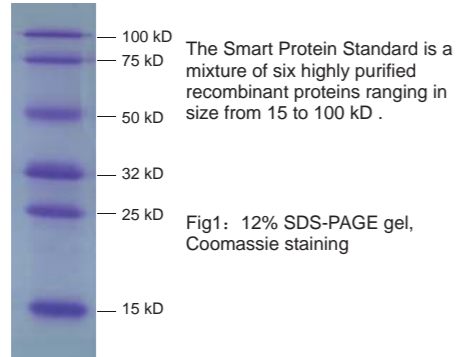 100 kD
75 kD
50 kD
32 kD
25 kD
15 kD
The Smart Protein Standard is a
mixture of six highly purified
recombinant proteins ranging in
size from 15 to 100 kD .
Fig1：12% SDS-PAGE gel,
Coomassie staining